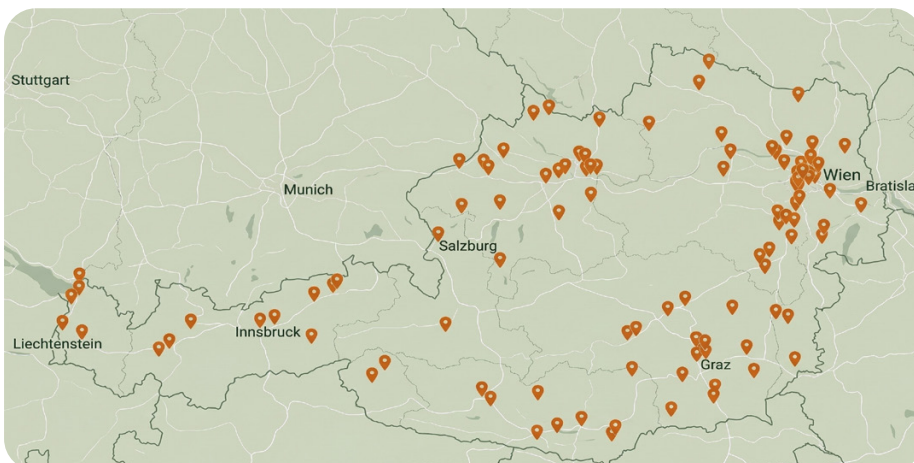 Stuttgart
Munich
Wien
Bratisla
Salzburg
Innsbruck
Liechtenstein
Graz